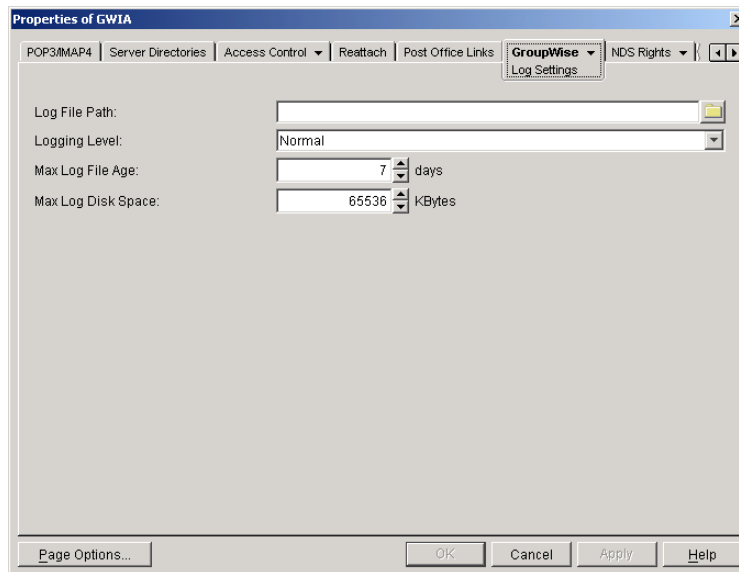 Properties of GWIA
POP3/IMAP4 Server Directories Access Control Reattach Post Office Links GroupWise NDS Rights
Log Settings
Log File Path:
Logging Level: Normal
Max Log File Age: 7 days
Max Log Disk Space: 65536 KBytes
Page Options... OK Cancel Apply Help